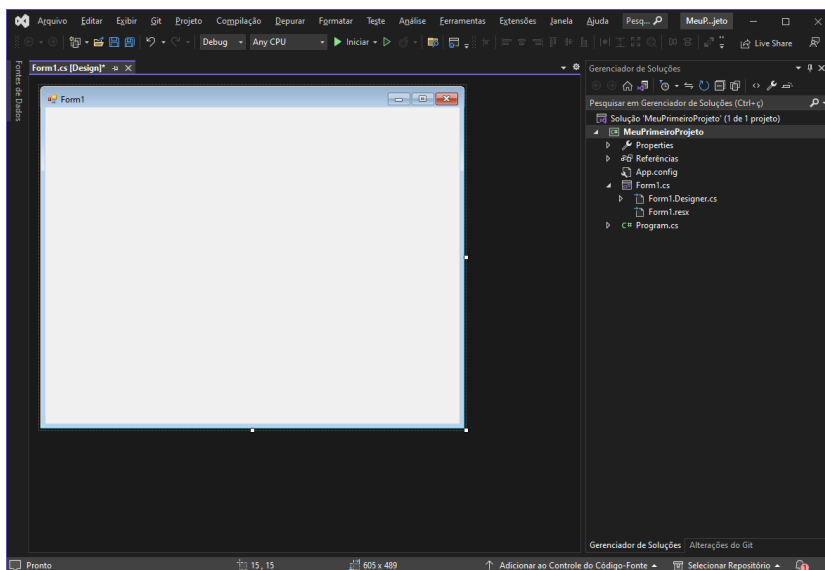 Arquivo Editar Exibir Git Projeto Compilação Depurar Formatar Teste Análise Ferramentas Extensões Janela Ajuda Pesq... MeuP...jeto
Debug Any CPU Iniciar Live Share
Fontes de Dados
Form1.cs [Design]*
Form1
Gerenciador de Soluções
Pesquisar em Gerenciador de Soluções (Ctrl+ç)
Solução 'MeuPrimeiroProjeto' (1 de 1 projeto)
MeuPrimeiroProjeto
Properties
Referências
App.config
Form1.cs
Form1.Designer.cs
Form1.resx
C# Program.cs
Gerenciador de Soluções Alterações do Git
Pronto 15, 15 605 x 489 Adicionar ao Controle do Código-Fonte Selecionar Repositório